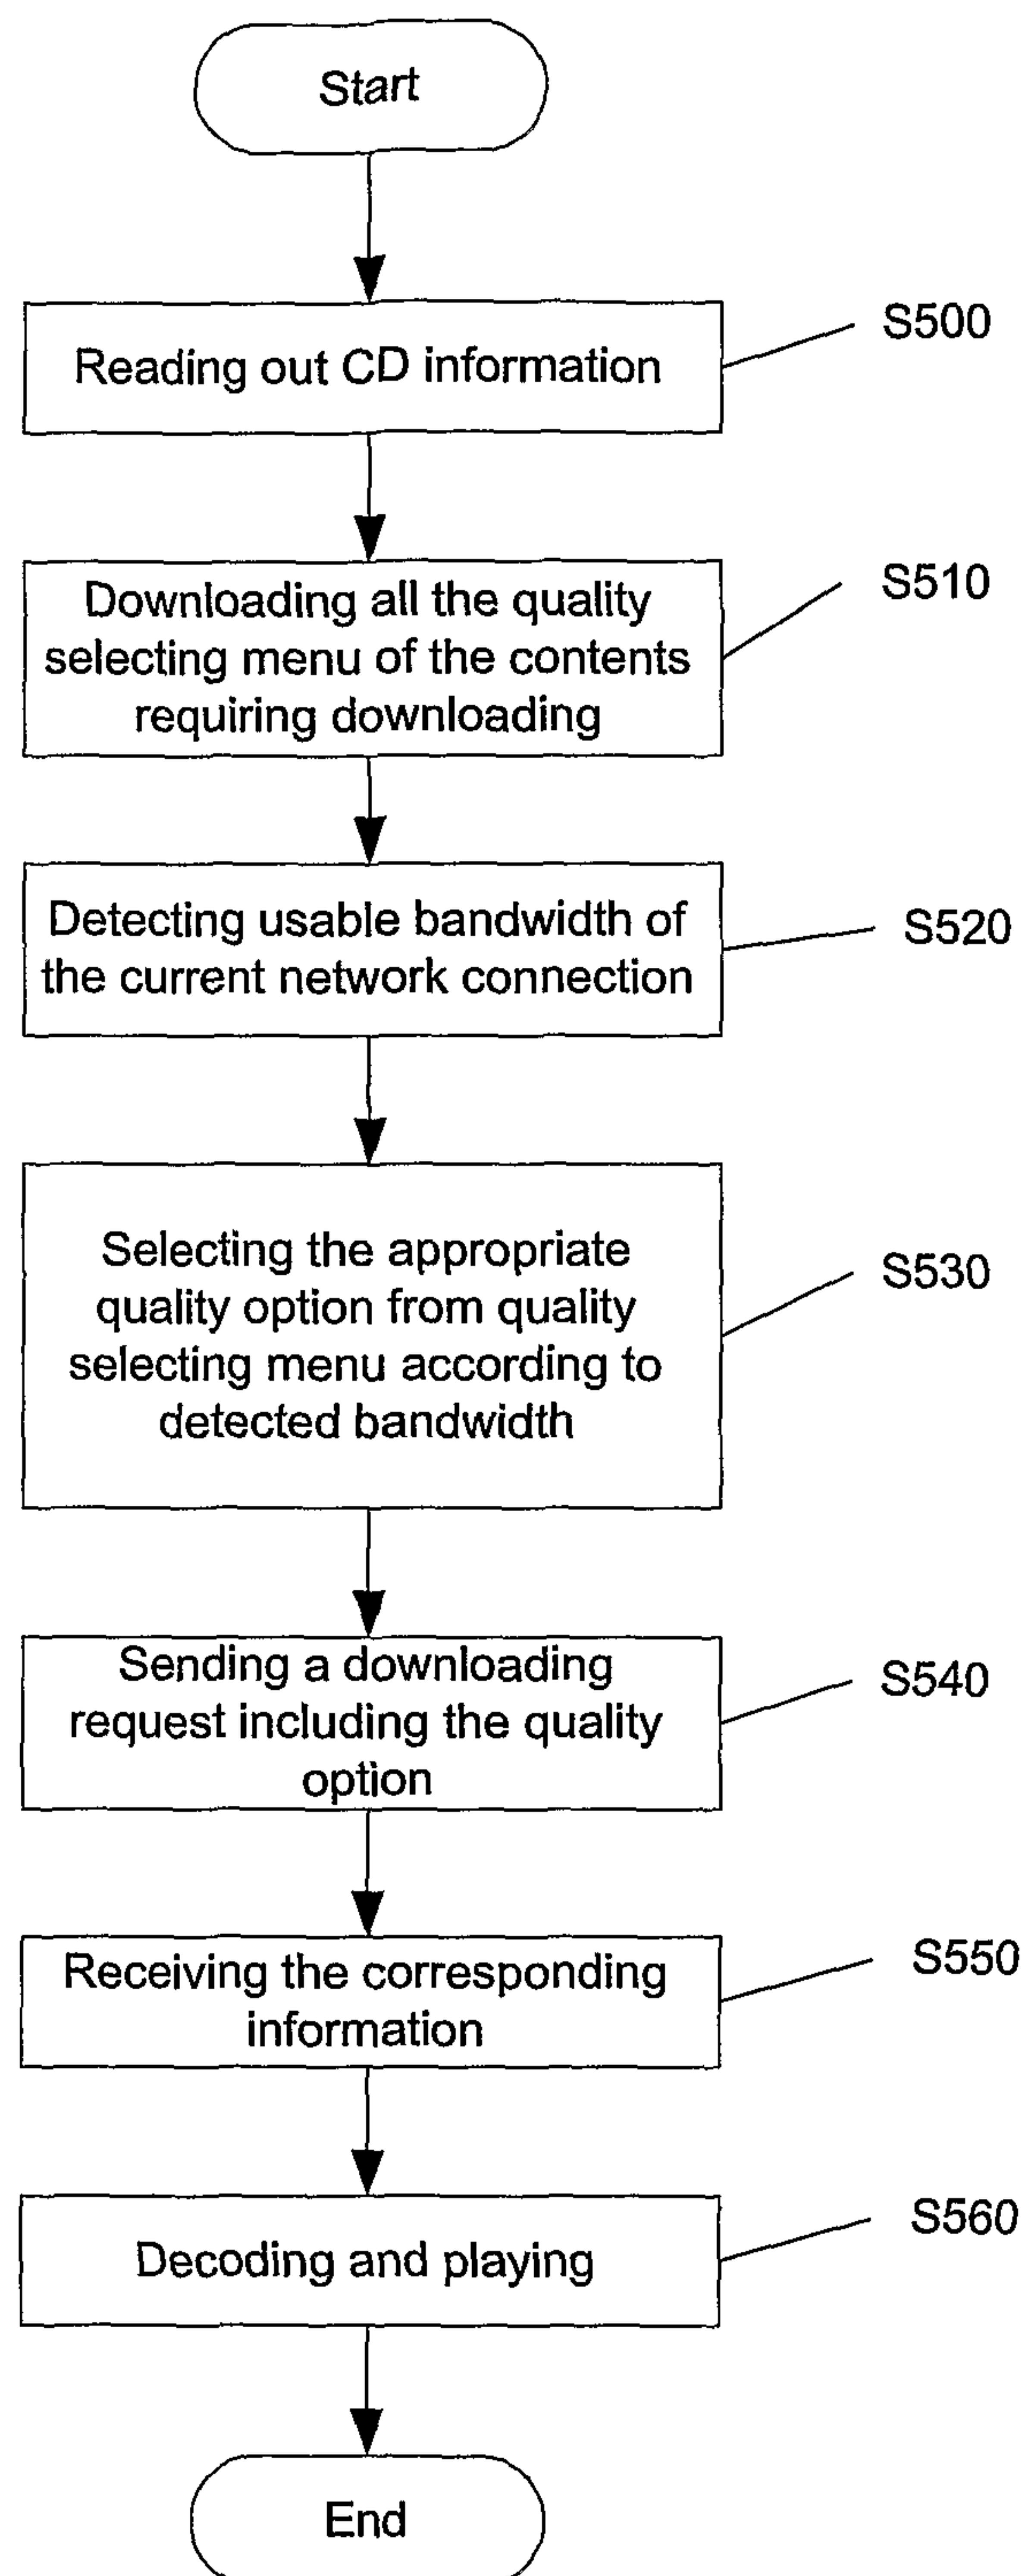 Start
Reading out CD information
S500
Downloading all the quality
selecting menu of the contents
requiring downloading
S510
Detecting usable bandwidth of
the current network connection
S520
Selecting the appropriate
quality option from quality
selecting menu according to
detected bandwidth
S530
Sending a downloading
request including the quality
option
S540
Receiving the corresponding
information
S550
Decoding and playing
S560
End